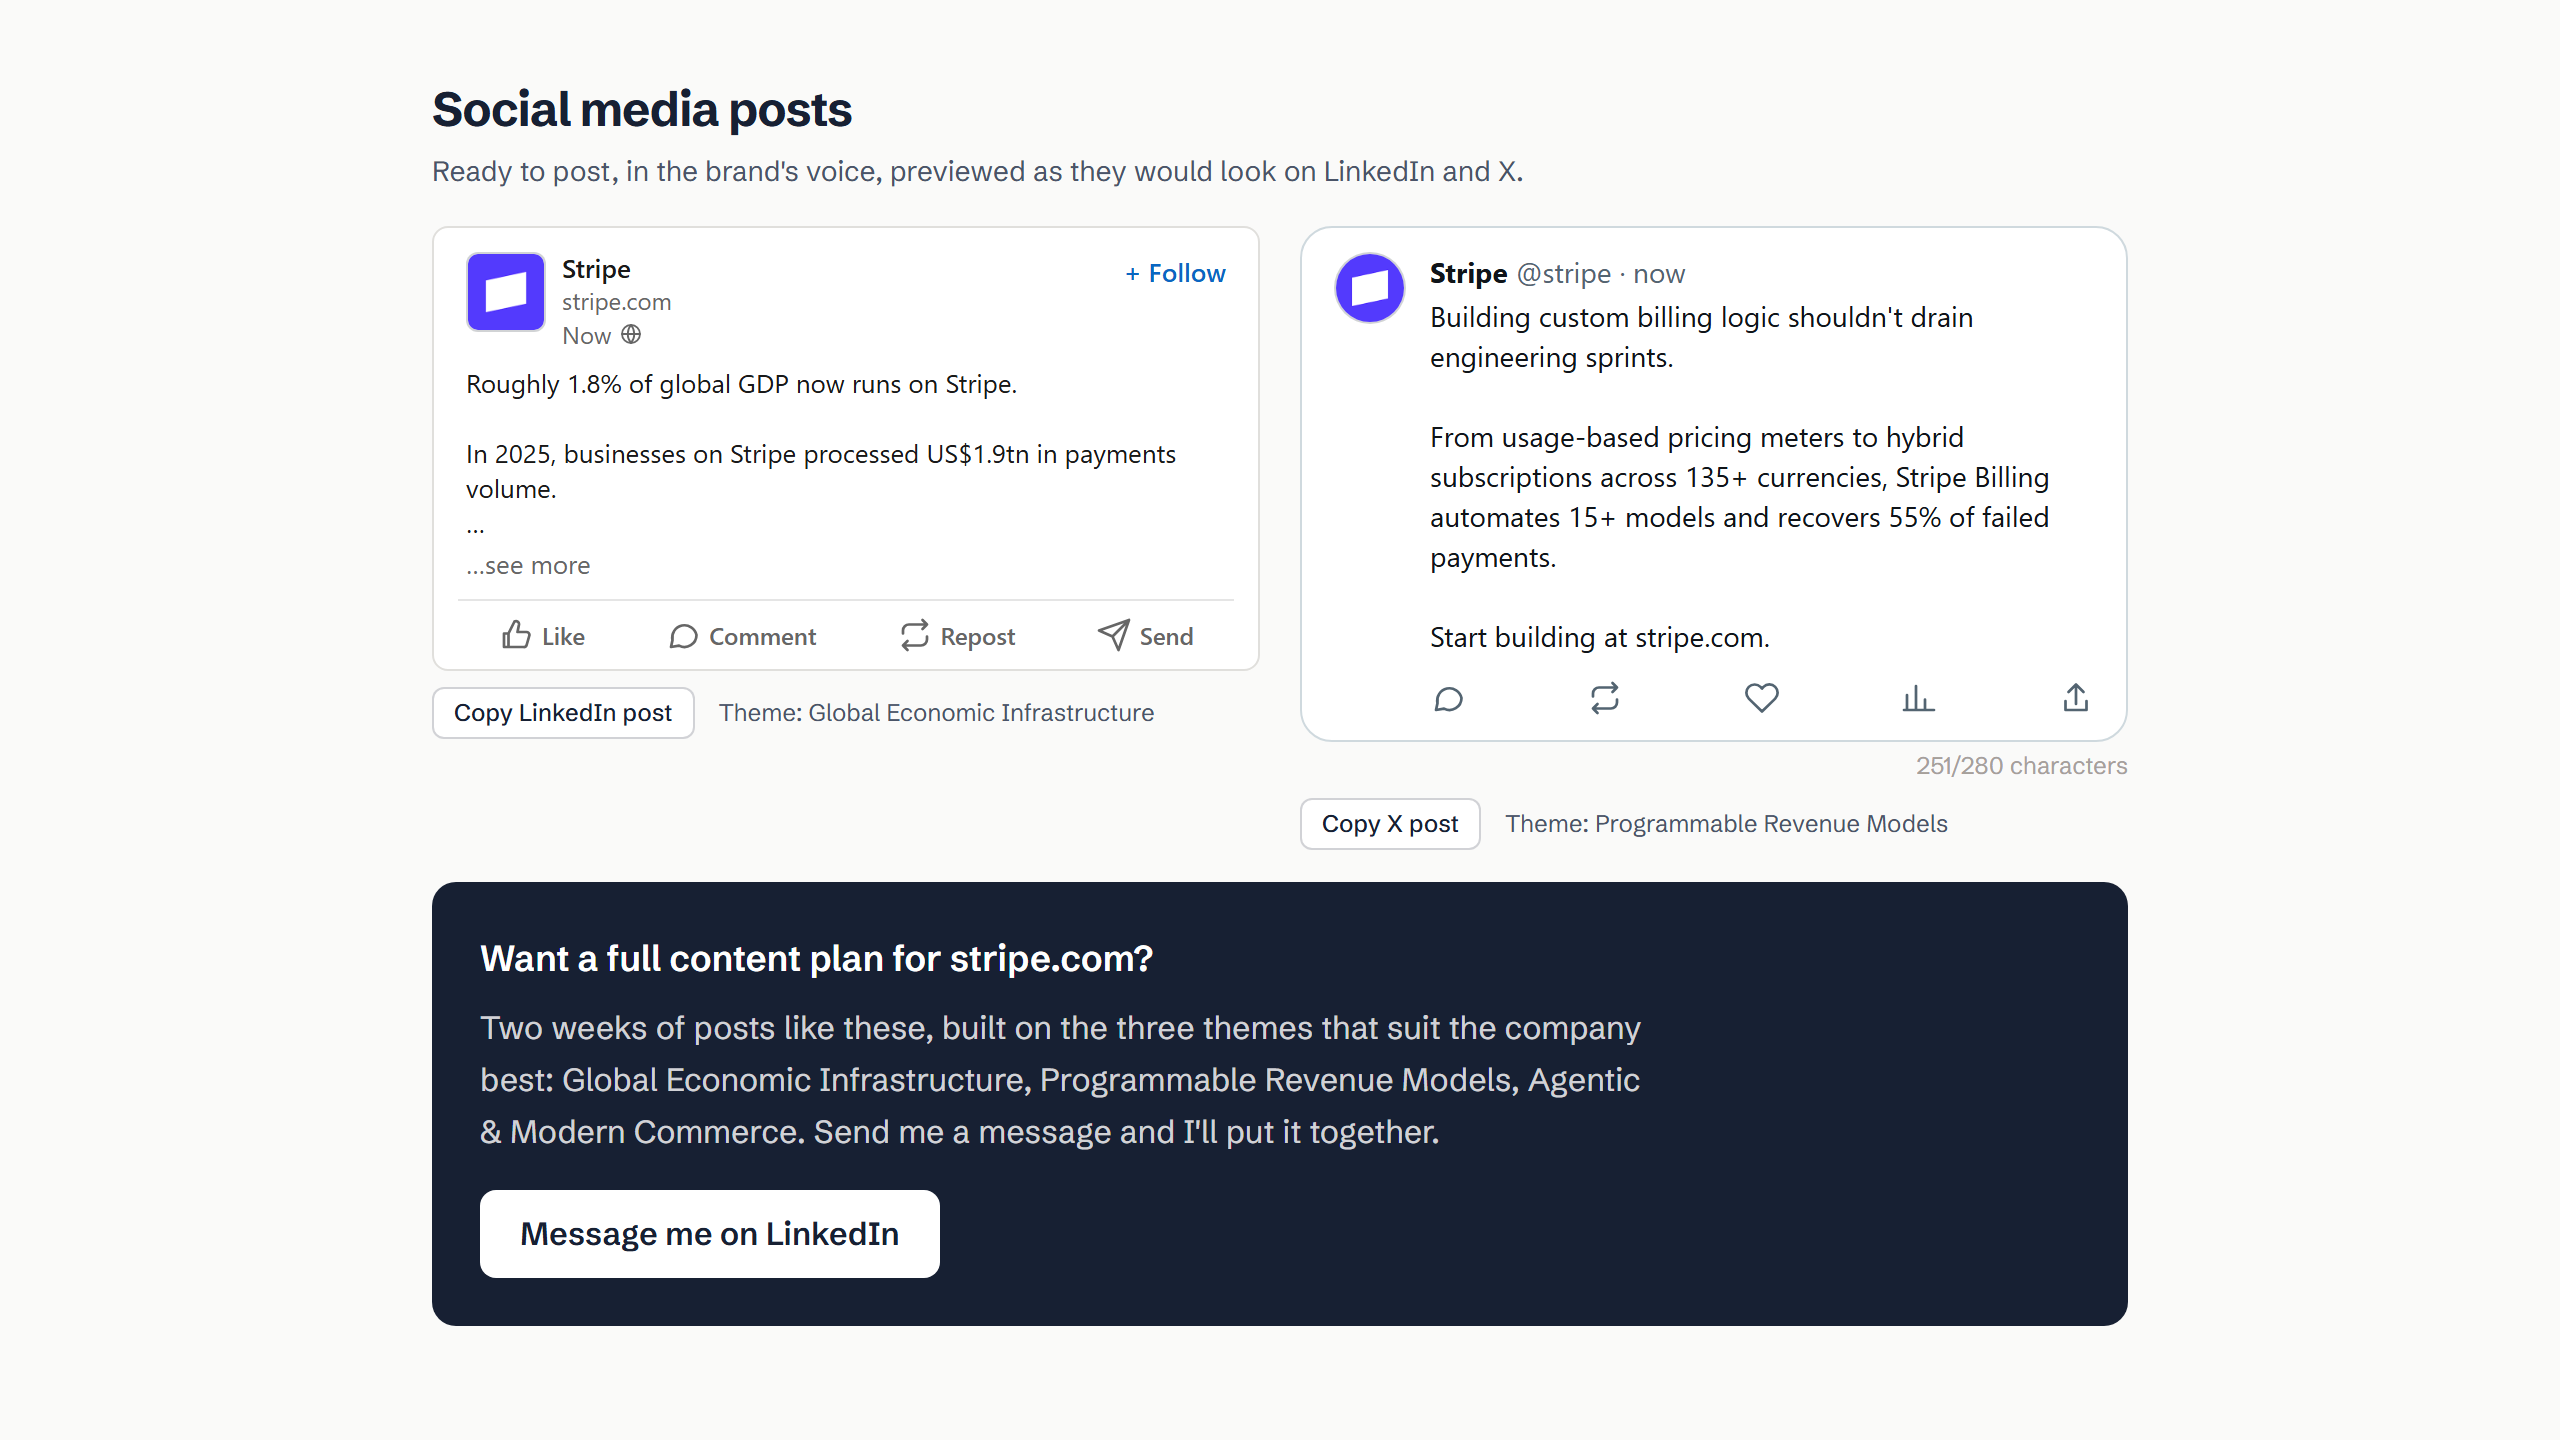 Social media posts
Ready to post, in the brand's voice, previewed as they would look on LinkedIn and X.
Stripe
stripe.com
Now
+ Follow
Roughly 1.8% of global GDP now runs on Stripe.
In 2025, businesses on Stripe processed US$1.9tn in payments
volume.
...
...see more
Like
Comment
Repost
Send
Copy LinkedIn post
Theme: Global Economic Infrastructure
Stripe @stripe · now
Building custom billing logic shouldn't drain
engineering sprints.
From usage-based pricing meters to hybrid
subscriptions across 135+ currencies, Stripe Billing
automates 15+ models and recovers 55% of failed
payments.
Start building at stripe.com.
251/280 characters
Copy X post
Theme: Programmable Revenue Models
Want a full content plan for stripe.com?
Two weeks of posts like these, built on the three themes that suit the company
best: Global Economic Infrastructure, Programmable Revenue Models, Agentic
& Modern Commerce. Send me a message and I'll put it together.
Message me on LinkedIn